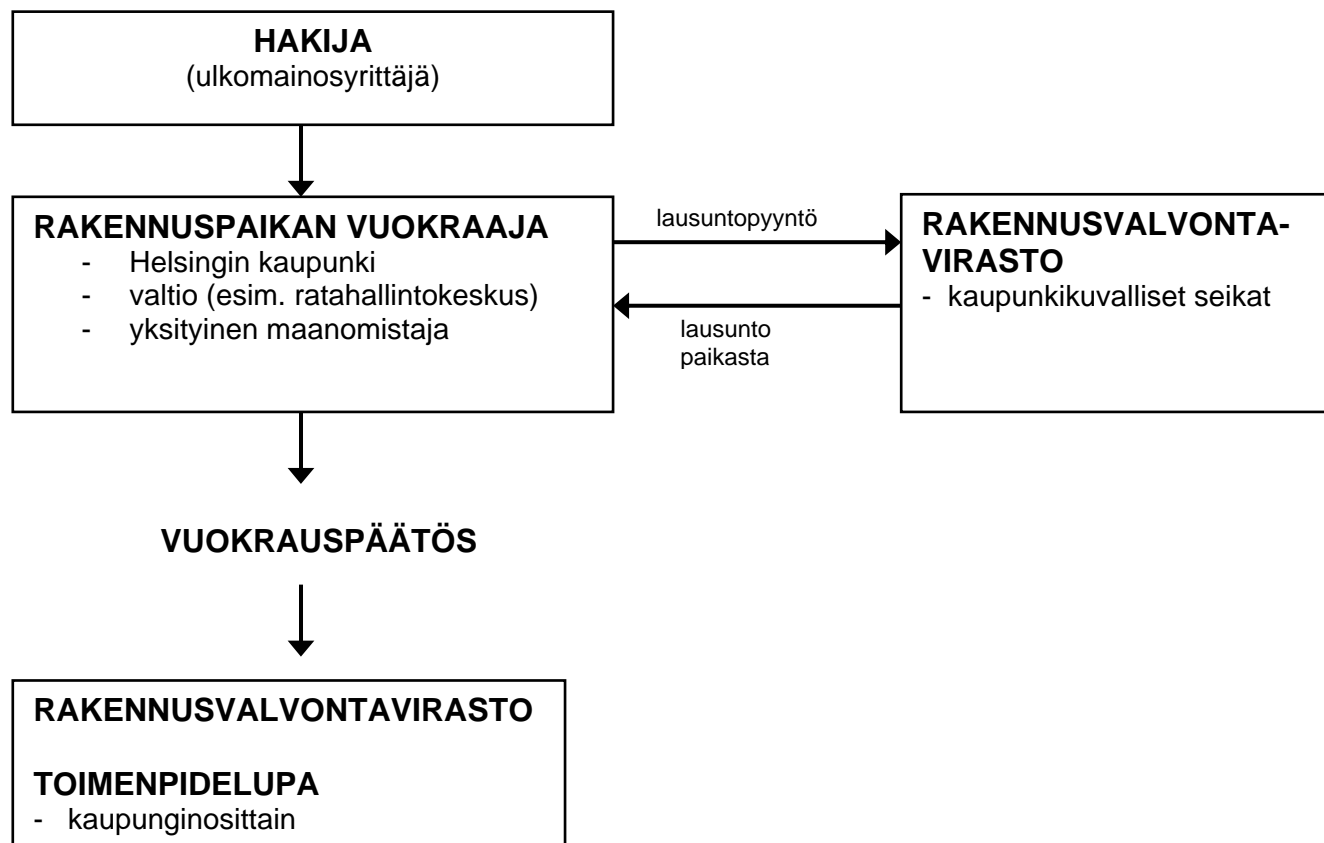 HAKIJA
(ulkomainosyrittäjä)
RAKENNUSPAIKAN VUOKRAAJA
- Helsingin kaupunki
- valtio (esim. ratahallintokeskus)
- yksityinen maanomistaja
lausuntopyyntö
lausunto
paikasta
RAKENNUSVALVONTA-
VIRASTO
- kaupunkikuvalliset seikat
VUOKRAUSPÄÄTÖS
RAKENNUSVALVONTAVIRASTO
TOIMENPIDELUPA
- kaupunginosittain